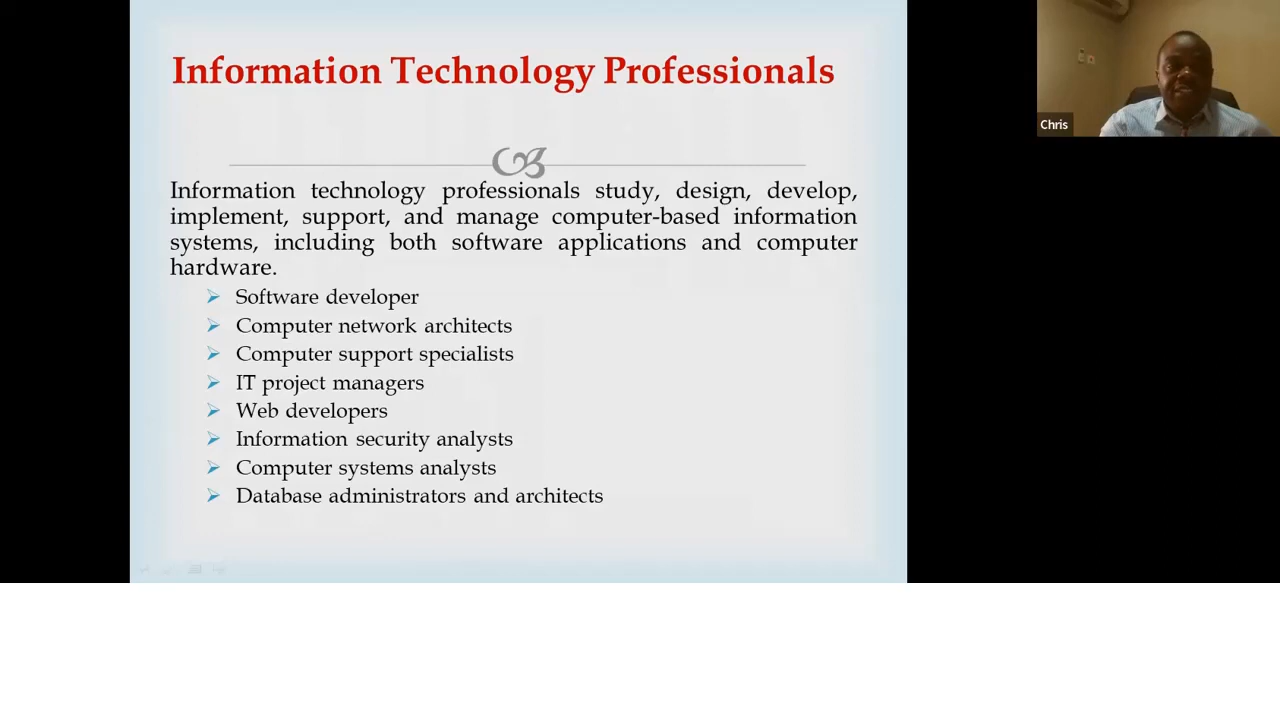 Information Technology Professionals
Information technology professionals study, design, develop,
implement, support, and manage computer-based information
systems, including both software applications and computer
hardware.
Software developer
Computer network architects
Computer support specialists
IT project managers
Web developers
Information security analysts
Computer systems analysts
Database administrators and architects
Chris